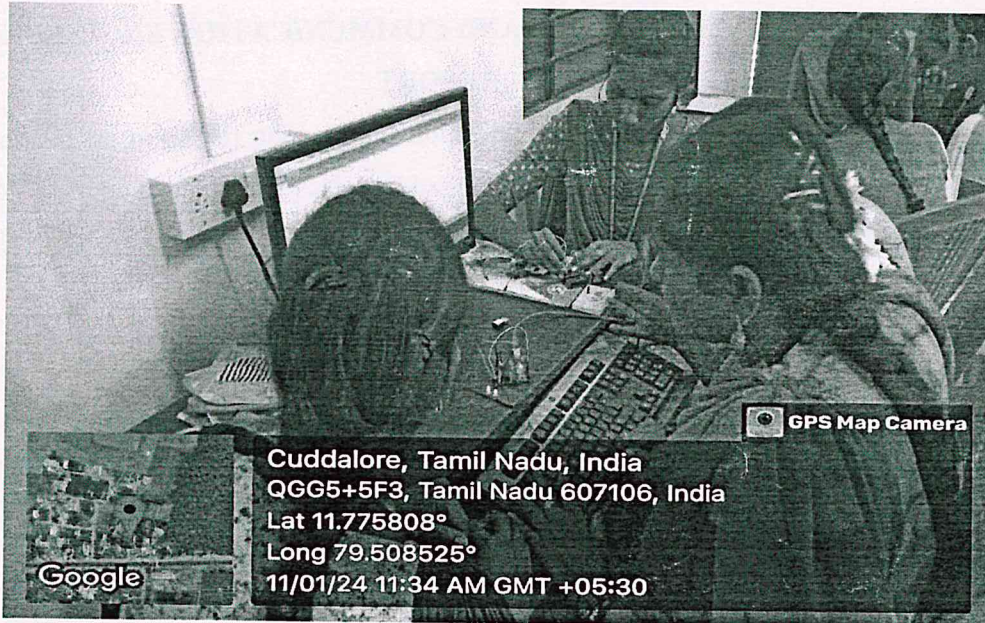 GPS Map Camera
Cuddalore, Tamil Nadu, India
QGG5+5F3, Tamil Nadu 607106, India
Lat 11.775808°
Long 79.508525°
11/01/24 11:34 AM GMT +05:30
Google